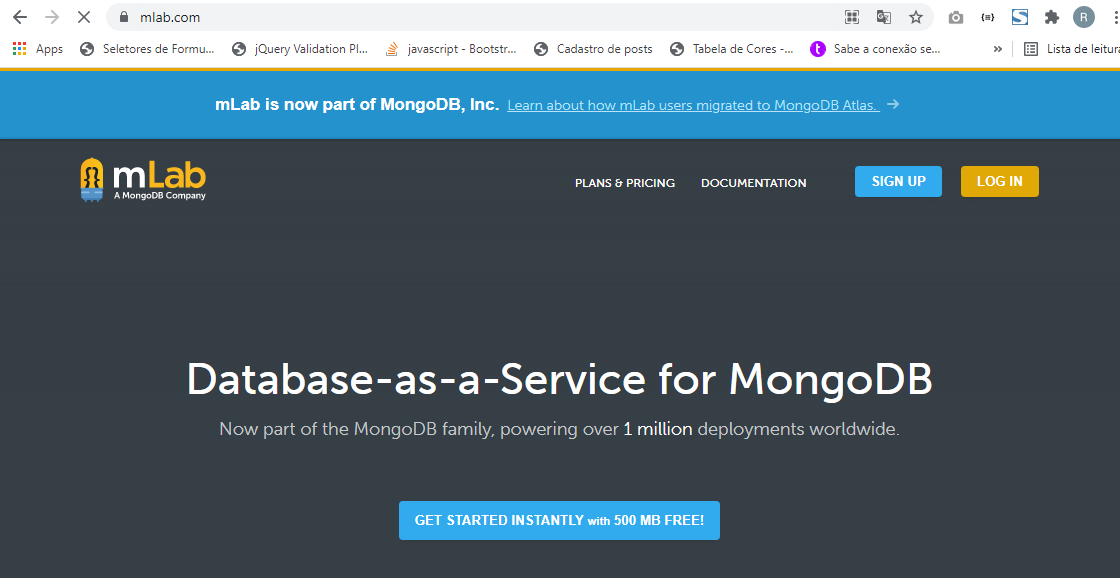 mlab.com
R
Apps
Seletores de Formu...
jQuery Validation Pl...
javascript - Bootstr...
Cadastro de posts
Tabela de Cores -...
t
Sabe a conexão se...
»
Lista de leitura
mLab is now part of MongoDB, Inc. Learn about how mLab users migrated to MongoDB Atlas. →
mLab
A MongoDB Company
PLANS & PRICING
DOCUMENTATION
SIGN UP
LOG IN
Database-as-a-Service for MongoDB
Now part of the MongoDB family, powering over 1 million deployments worldwide.
GET STARTED INSTANTLY with 500 MB FREE!